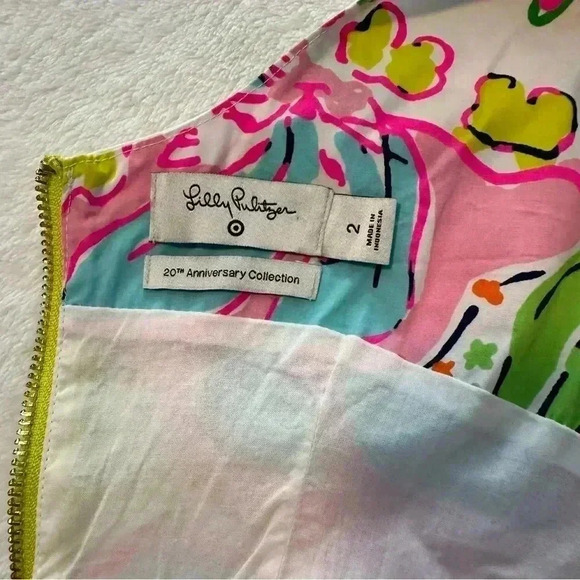 Lilly Pulitzer
2
MADE IN
INDONESIA
20TH Anniversary Collection